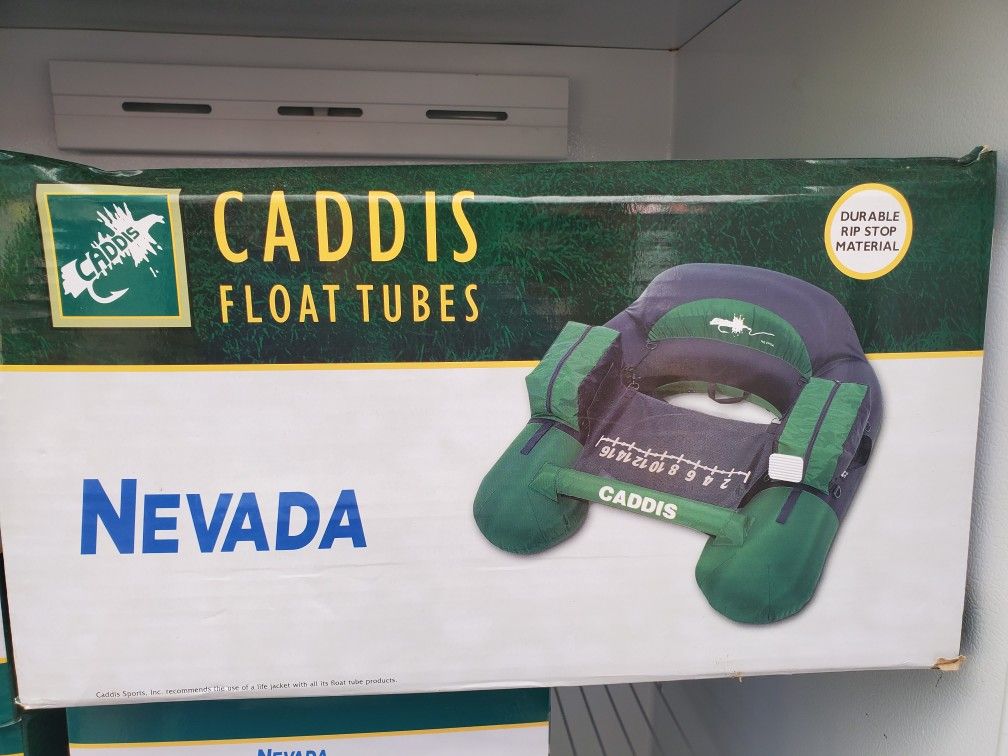 CADDIS
CADDIS
FLOAT TUBES
DURABLE
RIP STOP
MATERIAL
16 14 12 10 8 6 4 2
CADDIS
NEVADA
Caddis Sports, Inc. recommends the use of a life jacket with all its float tube products.
NEVADA